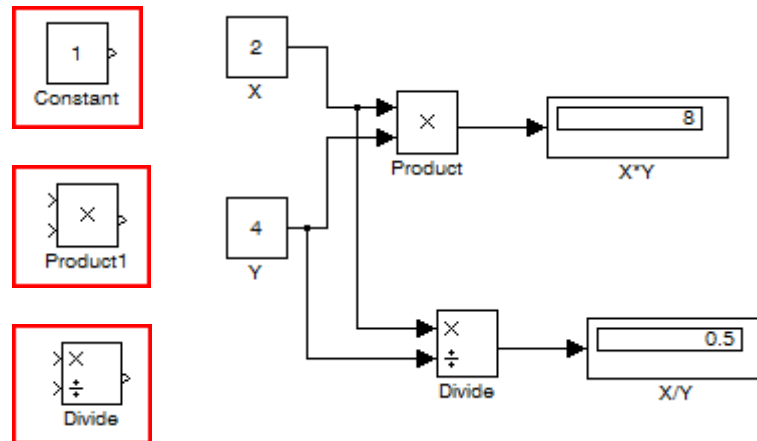 1
Constant
×
Product1
×
÷
Divide
2
X
4
Y
×
Product
8
X*Y
×
÷
Divide
0.5
X/Y